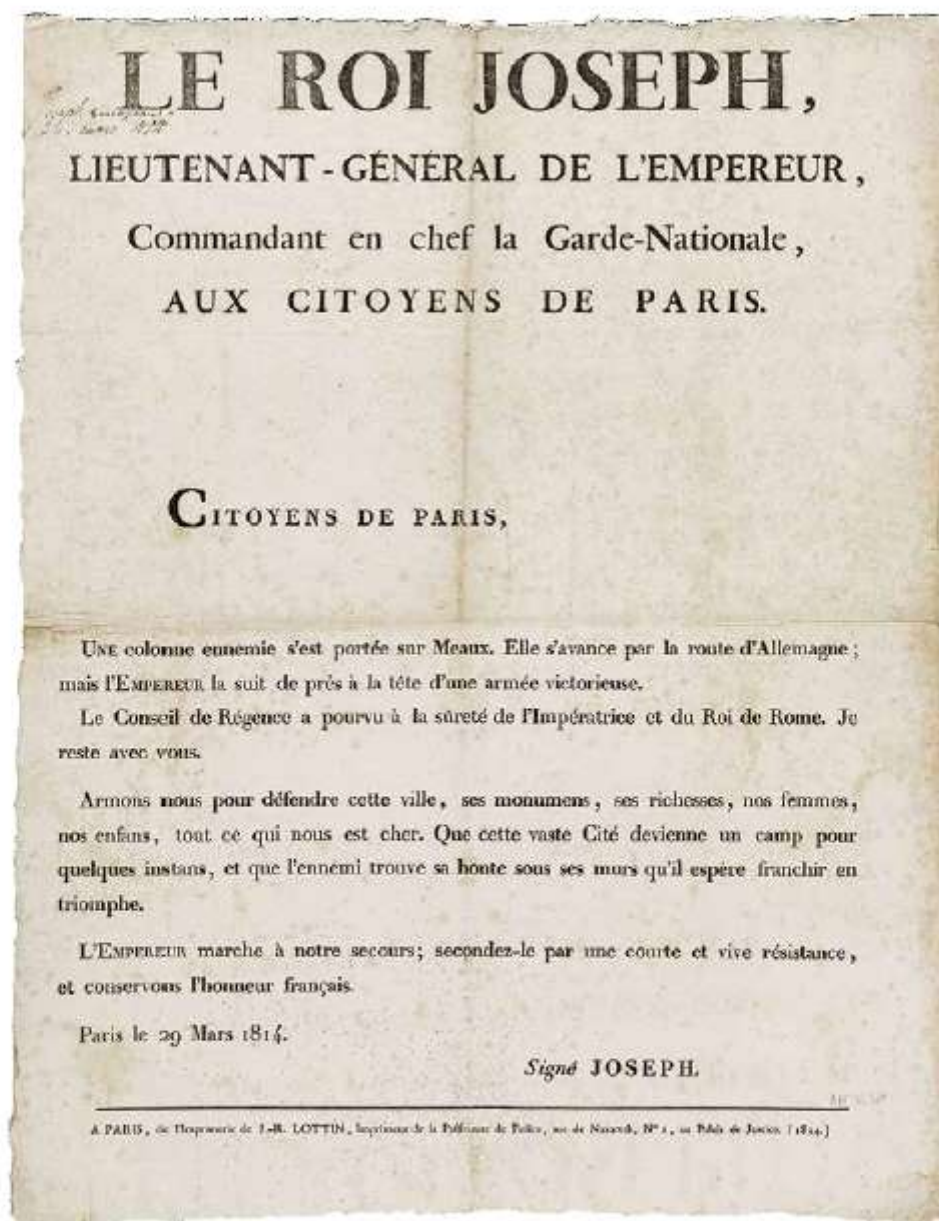 LE ROI JOSEPH,
LIEUTENANT-GÉNÉRAL DE L'EMPEREUR,
Commandant en chef la Garde-Nationale,
AUX CITOYENS DE PARIS.
CITOYENS DE PARIS,
UNE colonne ennemie s'est portée sur Meaux. Elle s'avance par la route d'Allemagne;
mais l'EMPEREUR la suit de près à la tête d'une armée victorieuse.
Le Conseil de Régence a pourvu à la sûreté de l'Impératrice et du Roi de Rome. Je
reste avec vous.
Armons nous pour défendre cette ville, ses monumens, ses richesses, nos femmes,
nos enfans, tout ce qui nous est cher. Que cette vaste Cité devienne un camp pour
quelques instans, et que l'ennemi trouve sa honte sous ses murs qu'il espère franchir en
triomphe.
L'EMPEREUR marche à notre secours; secondez-le par une courte et vive résistance,
et conservons l'honneur français.
Paris le 29 Mars 1814.
Signé JOSEPH.
A PARIS, de l'Imprimerie de J.-R. LOTTIN, Imprimeur de la Préfecture de Police, rue de Nazareth, N° 1, au Palais de Justice. [1814.]